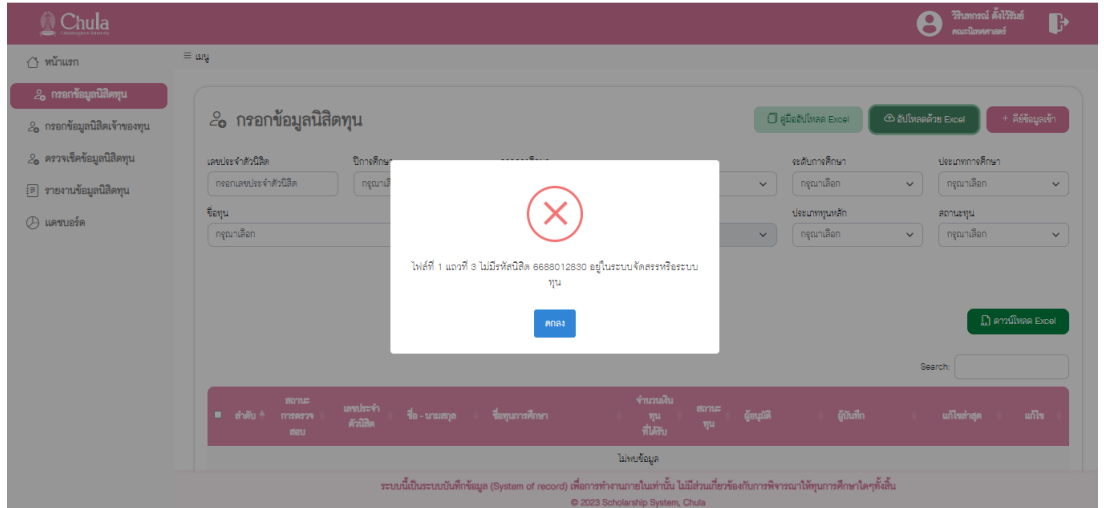 Chula
วิรินทกรณ์ ตั้งไว้รัมย์
คณะนิเทศศาสตร์
หน้าแรก
เมนู
กรอกข้อมูลนิสิตทุน
กรอกข้อมูลนิสิตเจ้าของทุน
ตรวจเช็คข้อมูลนิสิตทุน
รายงานข้อมูลนิสิตทุน
แดชบอร์ด
กรอกข้อมูลนิสิตทุน
คู่มืออัปโหลด Excel
อัปโหลดด้วย Excel
+ คีย์ข้อมูลเข้า
เลขประจำตัวนิสิต ปีการศึกษา ระดับการศึกษา ประเภทการศึกษา
กรอกเลขประจำตัวนิสิต กรุณาเลือก กรุณาเลือก
ชื่อทุน ประเภททุนหลัก สถานะทุน
กรุณาเลือก กรุณาเลือก กรุณาเลือก
ไฟล์ที่ 1 แถวที่ 3 ไม่มีรหัสนิสิต 6688012830 อยู่ในระบบจัดสรรหรือระบบ
ทุน
ตกลง
ดาวน์โหลด Excel
Search:
ลำดับ สถานะการตรวจสอบ เลขประจำตัวนิสิต ชื่อ - นามสกุล ชื่อทุนการศึกษา จำนวนเงินทุนที่ได้รับ สถานะทุน ผู้อนุมัติ ผู้บันทึก แก้ไขล่าสุด แก้ไข
ไม่พบข้อมูล
ระบบนี้เป็นระบบบันทึกข้อมูล (System of record) เพื่อการทำงานภายในเท่านั้น ไม่มีส่วนเกี่ยวข้องกับการพิจารณาให้ทุนการศึกษาใดๆทั้งสิ้น
© 2023 Scholarship System, Chula